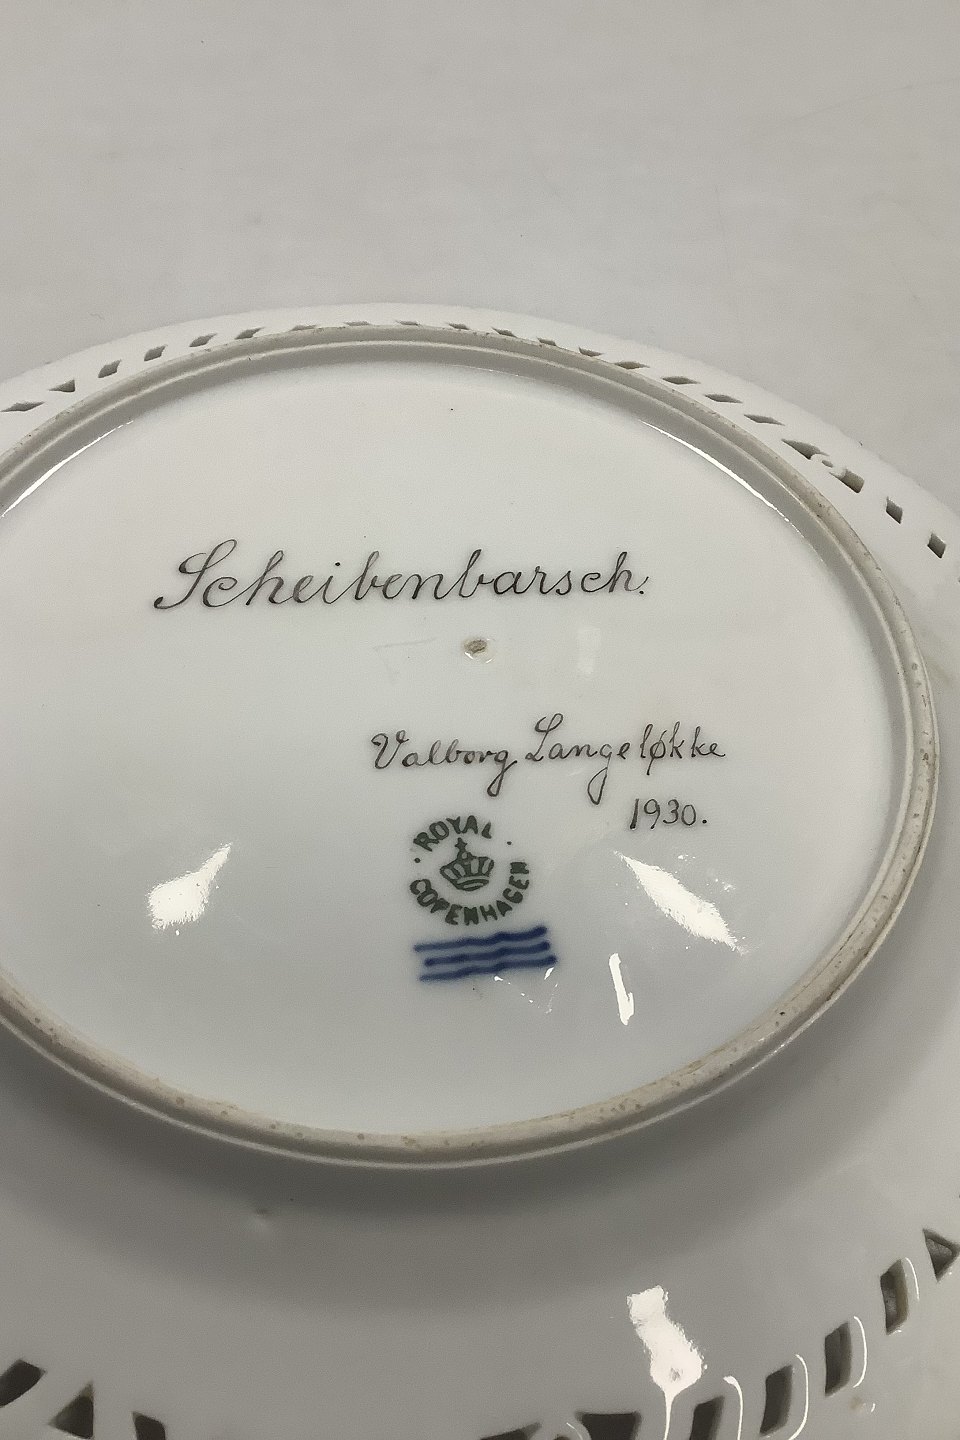 Scheibenbarsch.
Valborg Langeløkke
1930.
ROYAL
COPENHAGEN